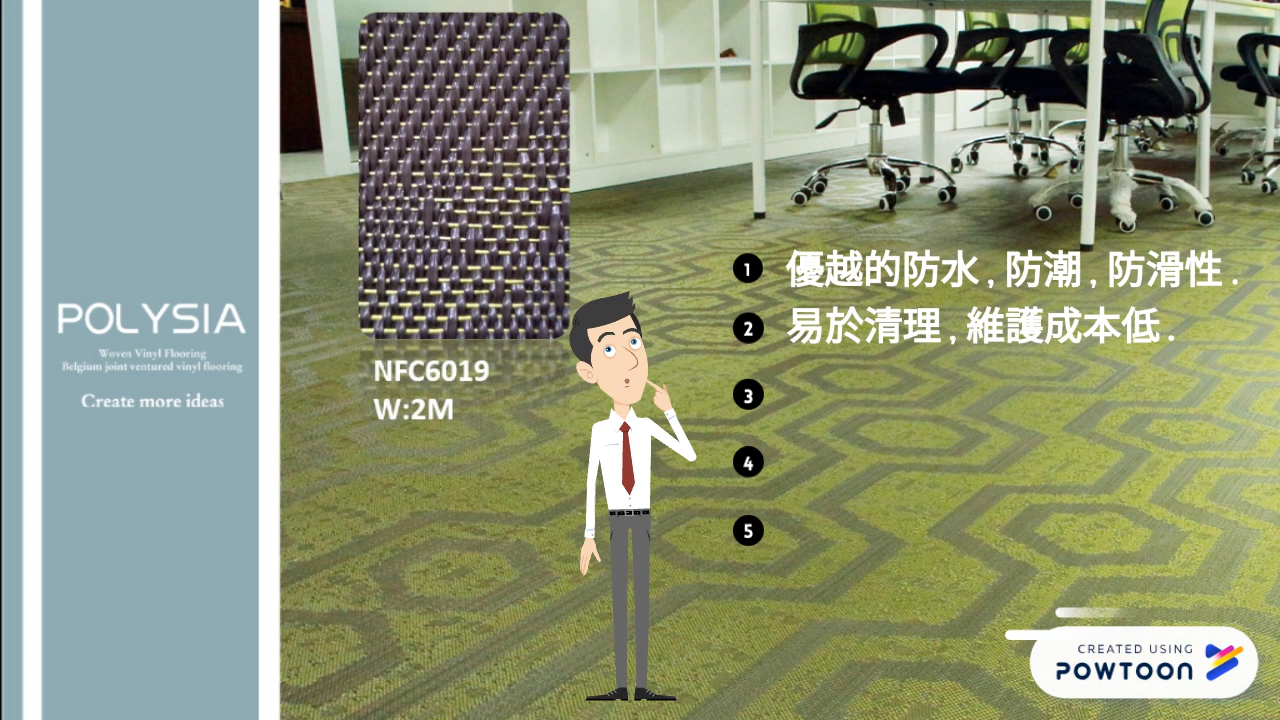 POLYSIA
Woven Vinyl Flooring
Belgium joint ventured vinyl flooring
Create more ideas
NFC6019
W:2M
1 優越的防水 , 防潮 , 防滑性 .
2 易於清理 , 維護成本低 .
3
4
5
CREATED USING
POWTOON